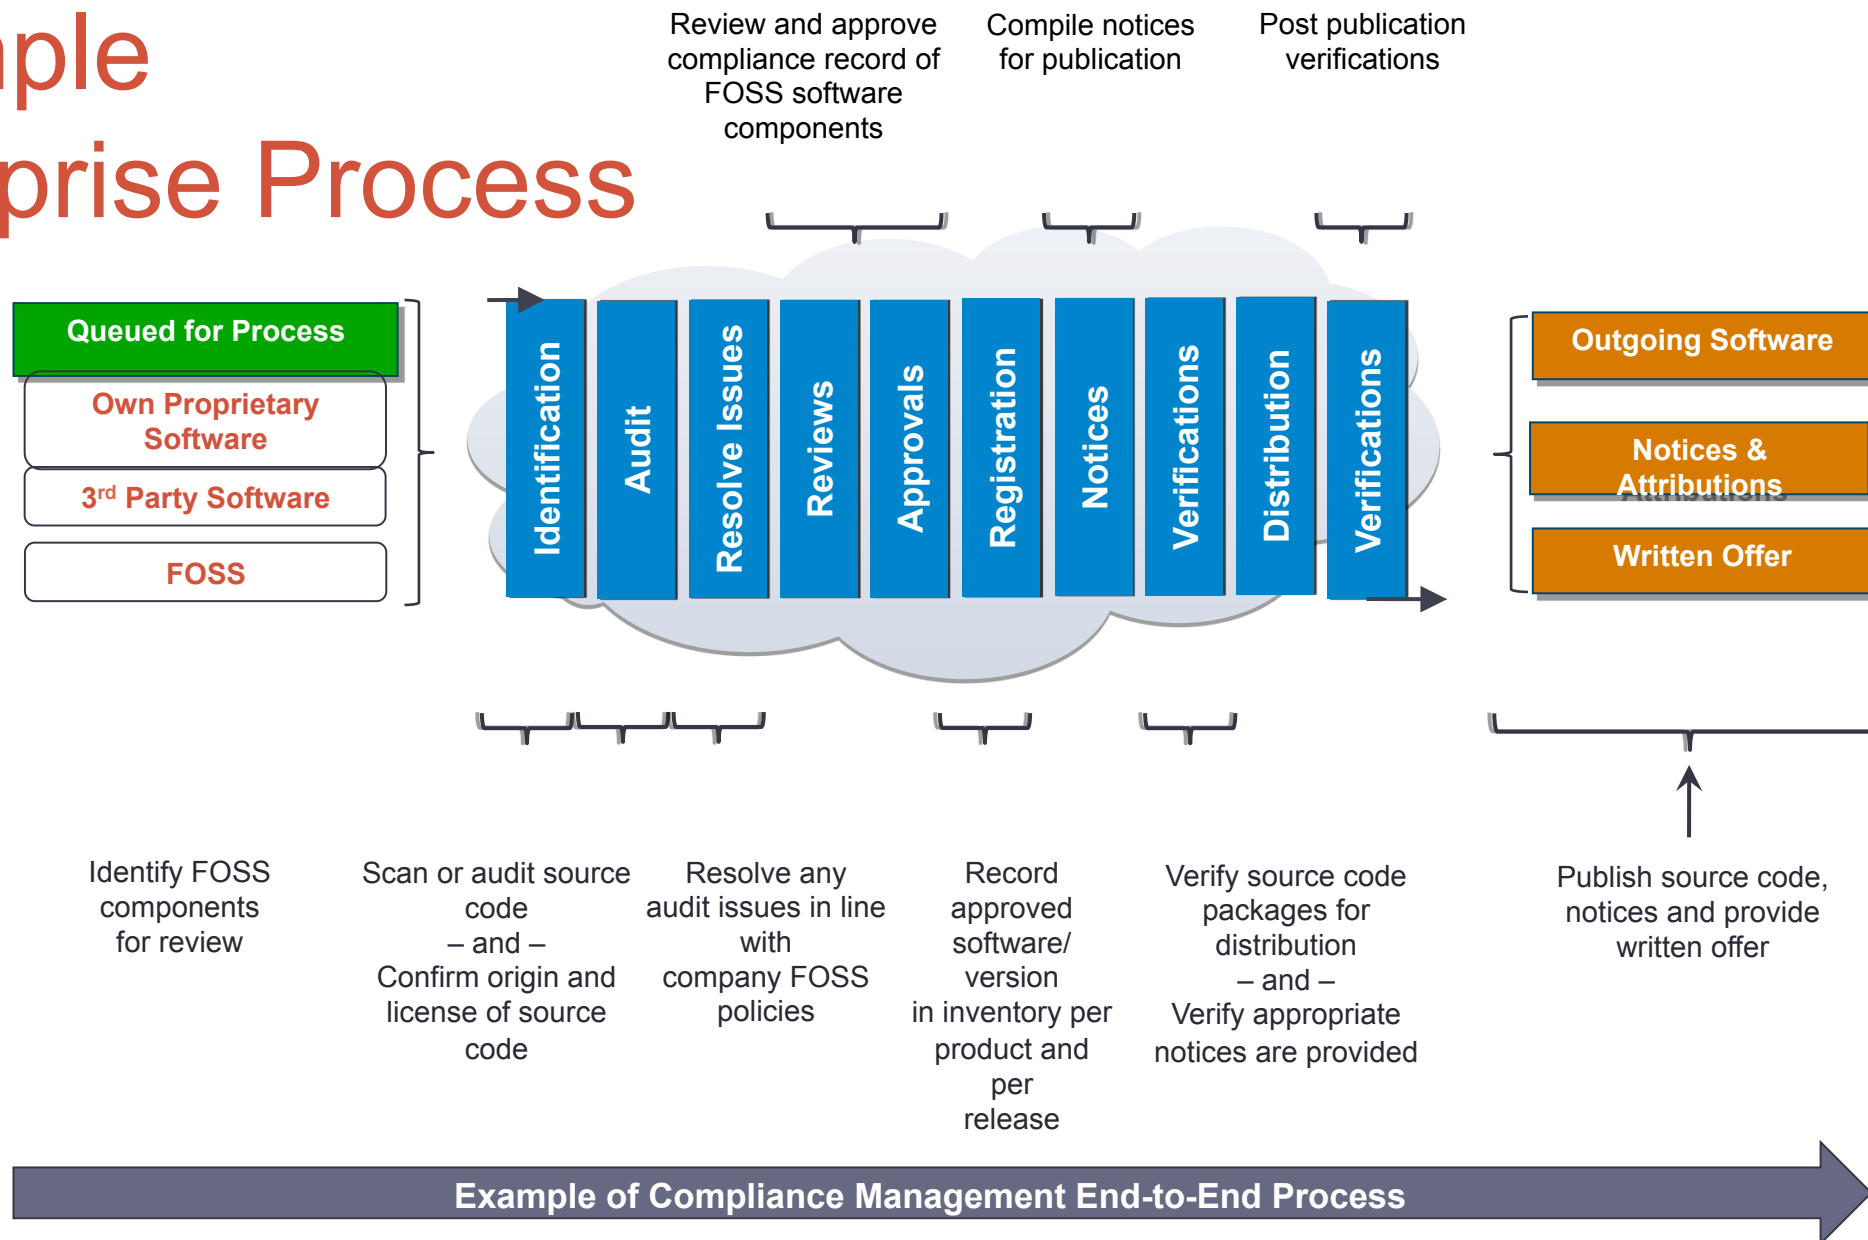 nple
prise Process
Review and approve
compliance record of
FOSS software
components
Compile notices
for publication
Post publication
verifications
Queued for Process
Own Proprietary
Software
3rd Party Software
FOSS
Identification
Audit
Resolve Issues
Reviews
Approvals
Registration
Notices
Verifications
Distribution
Verifications
Outgoing Software
Notices &
Attributions
Written Offer
Identify FOSS
components
for review
Scan or audit source
code
– and –
Confirm origin and
license of source
code
Resolve any
audit issues in line
with
company FOSS
policies
Record
approved
software/
version
in inventory per
product and
per
release
Verify source code
packages for
distribution
– and –
Verify appropriate
notices are provided
Publish source code,
notices and provide
written offer
Example of Compliance Management End-to-End Process